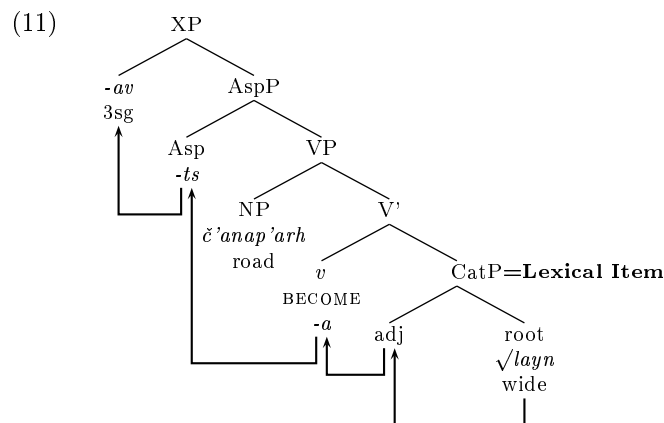 (11)
XP
-av AspP
3sg
Asp VP
-ts
NP V'
č'anap'arh
road
v CatP=Lexical Item
BECOME
-a adj root
√layn
wide